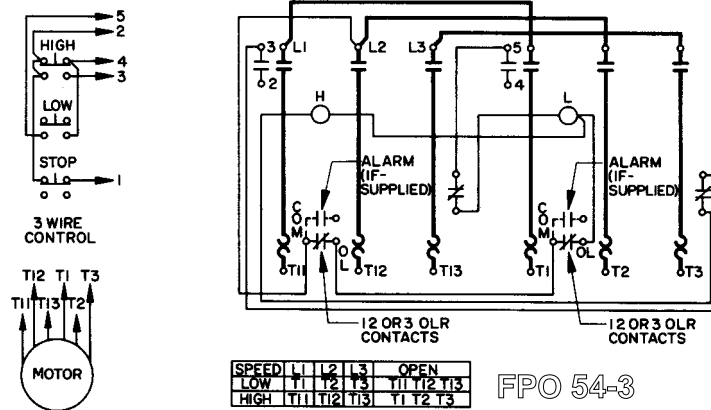 5
2
HIGH
4
3
LOW
STOP
1
3 WIRE
CONTROL
T12 T1 T3
T11 T13 T2
MOTOR
3
L1
L2
L3
5
2
4
H
L
ALARM
(IF-
SUPPLIED)
ALARM
(IF-
SUPPLIED)
COM
OL
COM
OL
T11
T12
T13
T1
T2
T3
12 OR 3 OLR
CONTACTS
12 OR 3 OLR
CONTACTS
SPEED L1 L2 L3 OPEN
LOW T1 T2 T3 T11 T12 T13
HIGH T11 T12 T13 T1 T2 T3
FPO 54-3